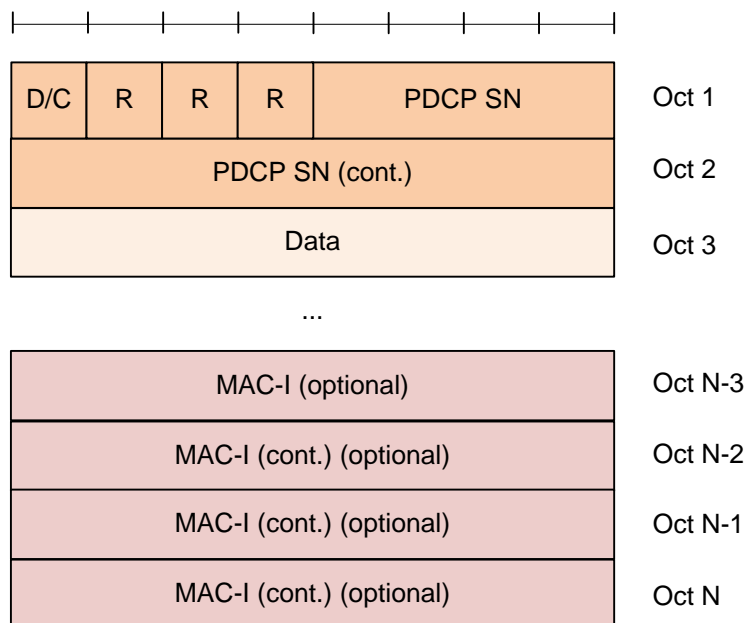 D/C R R R PDCP SN Oct 1
PDCP SN (cont.) Oct 2
Data Oct 3
...
MAC-I (optional) Oct N-3
MAC-I (cont.) (optional) Oct N-2
MAC-I (cont.) (optional) Oct N-1
MAC-I (cont.) (optional) Oct N